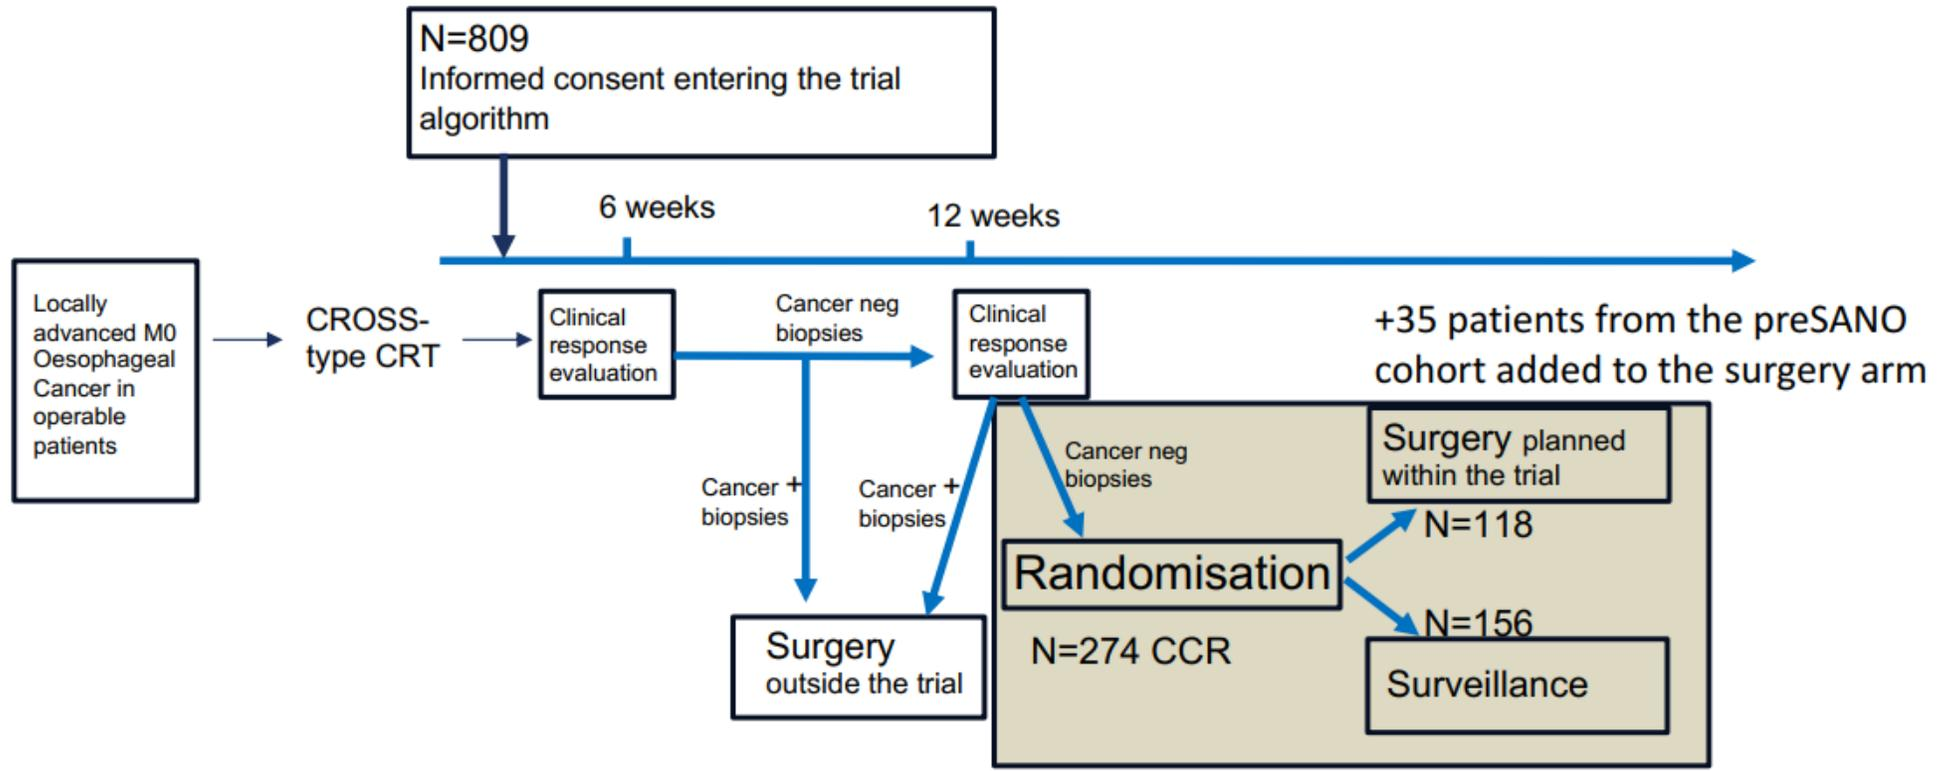 N=809
Informed consent entering the trial
algorithm
6 weeks
12 weeks
Locally
advanced M0
Oesophageal
Cancer in
operable
patients
CROSS-
type CRT
Clinical
response
evaluation
Cancer neg
biopsies
Clinical
response
evaluation
+35 patients from the preSANO
cohort added to the surgery arm
Cancer +
biopsies
Cancer +
biopsies
Cancer neg
biopsies
Surgery planned
within the trial
N=118
Randomisation
N=274 CCR
N=156
Surveillance
Surgery
outside the trial